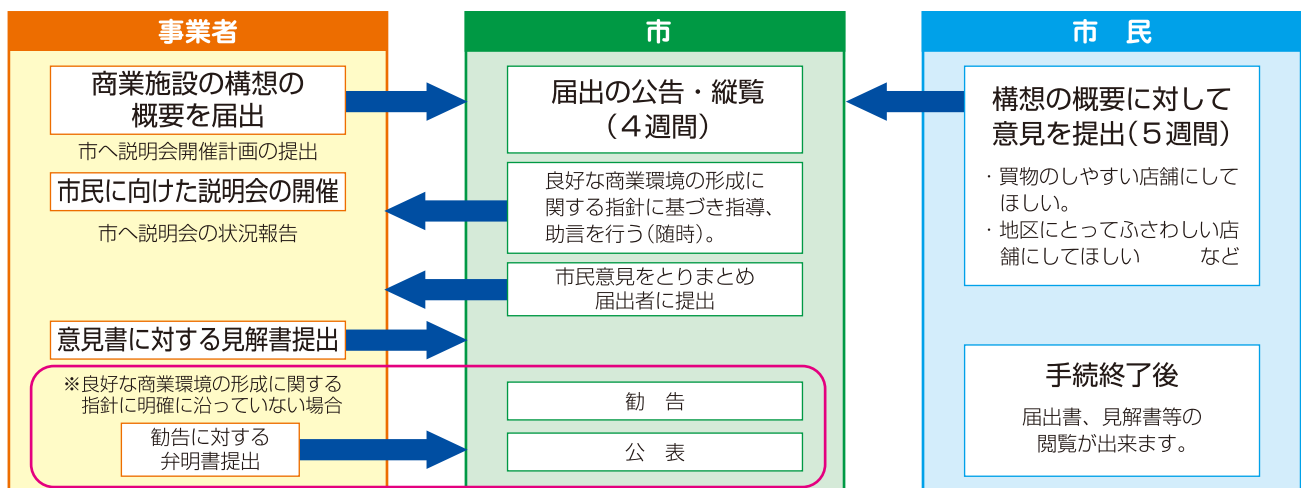 事業者
商業施設の構想の
概要を届出
市へ説明会開催計画の提出
市民に向けた説明会の開催
市へ説明会の状況報告
意見書に対する見解書提出
※良好な商業環境の形成に関する
指針に明確に沿っていない場合
勧告に対する
弁明書提出
市
届出の公告・縦覧
(4週間)
良好な商業環境の形成に
関する指針に基づき指導、
助言を行う(随時)。
市民意見をとりまとめ
届出者に提出
勧 告
公 表
市 民
構想の概要に対して
意見を提出(5週間)
・買物のしやすい店舗にして
ほしい。
・地区にとってふさわしい店
舗にしてほしい など
手続終了後
届出書、見解書等の
閲覧が出来ます。